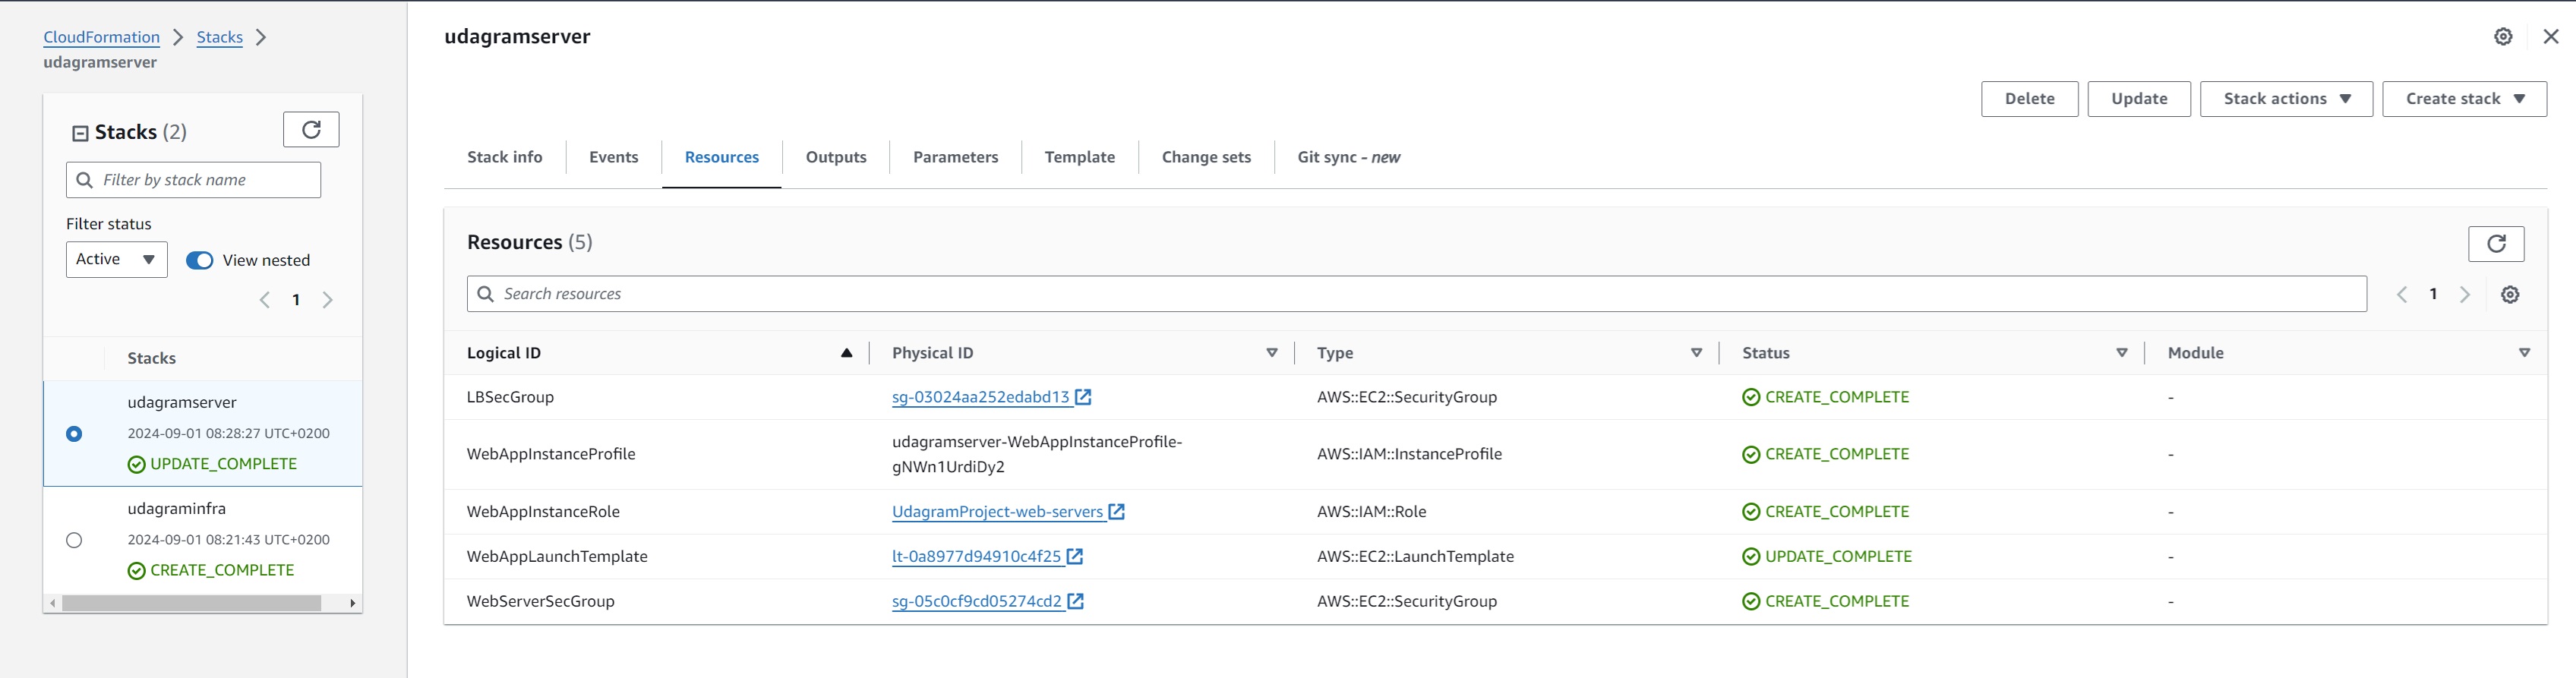 CloudFormation > Stacks >
udagramserver
Stacks (2)
Filter by stack name
Filter status
Active
View nested
1
Stacks
udagramserver
2024-09-01 08:28:27 UTC+0200
UPDATE_COMPLETE
udagraminfra
2024-09-01 08:21:43 UTC+0200
CREATE_COMPLETE
udagramserver
Delete Update Stack actions Create stack
Stack info Events Resources Outputs Parameters Template Change sets Git sync - new
Resources (5)
Search resources
1
Logical ID Physical ID Type Status Module
LBSecGroup sg-03024aa252edabd13 AWS::EC2::SecurityGroup CREATE_COMPLETE -
WebAppInstanceProfile udagramserver-WebAppInstanceProfile-
gNWn1UrdiDy2 AWS::IAM::InstanceProfile CREATE_COMPLETE -
WebAppInstanceRole UdagramProject-web-servers AWS::IAM::Role CREATE_COMPLETE -
WebAppLaunchTemplate lt-0a8977d94910c4f25 AWS::EC2::LaunchTemplate UPDATE_COMPLETE -
WebServerSecGroup sg-05c0cf9cd05274cd2 AWS::EC2::SecurityGroup CREATE_COMPLETE -